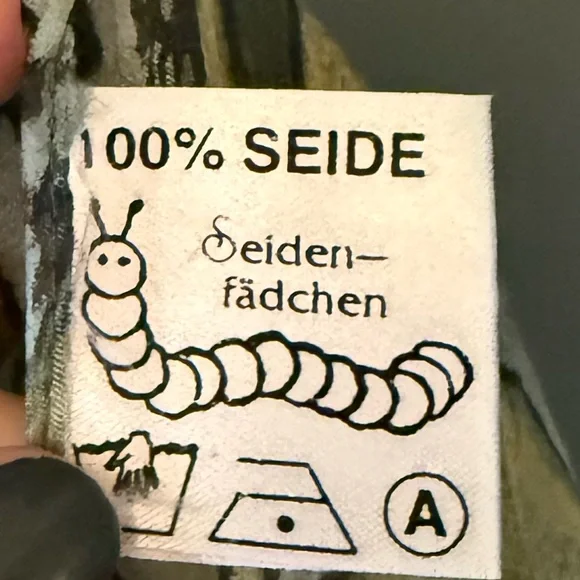 100% SEIDE
Seiden-
fädchen
A